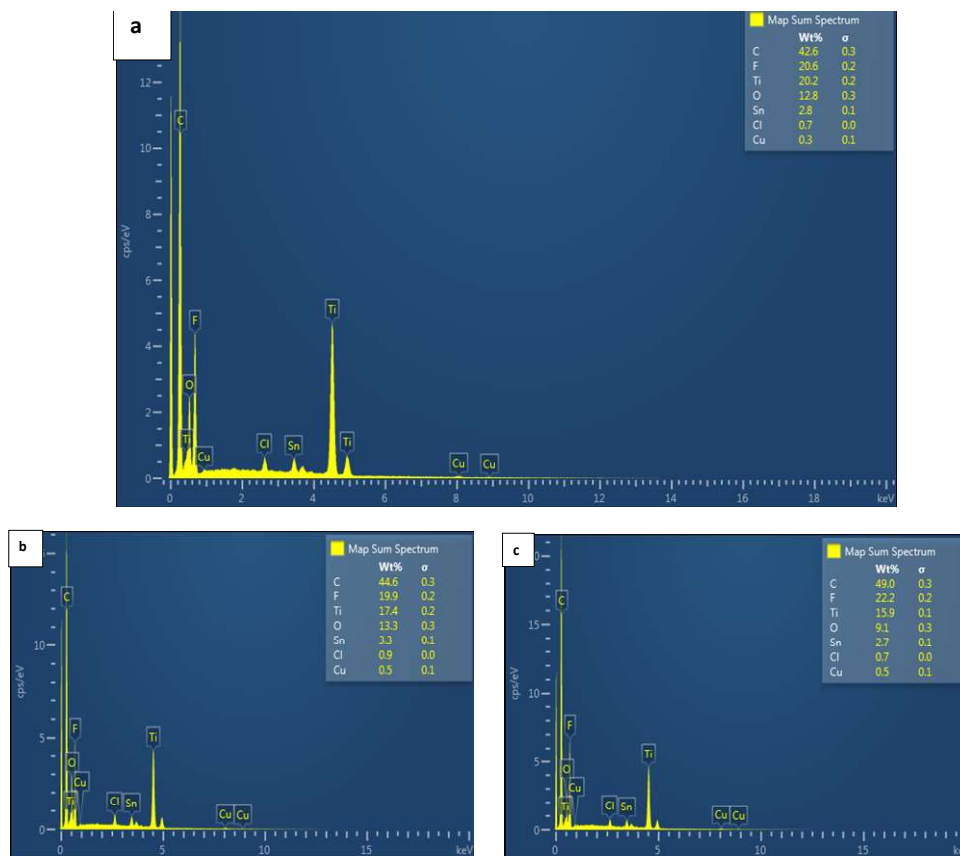 a
Map Sum Spectrum
Wt% σ
C 42.6 0.3
F 20.6 0.2
Ti 20.2 0.2
O 12.8 0.3
Sn 2.8 0.1
Cl 0.7 0.0
Cu 0.3 0.1
12
10
8
6
4
2
0
cps/eV
C
F
O
Ti
Cu
Cl
Sn
Ti
Ti
Cu
Cu
0 2 4 6 8 10 12 14 16 18 keV
b
Map Sum Spectrum
Wt% σ
C 44.6 0.3
F 19.9 0.2
Ti 17.4 0.2
O 13.3 0.3
Sn 3.3 0.1
Cl 0.9 0.0
Cu 0.5 0.1
10
5
0
cps/eV
C
F
O
Cu
Ti
Cl
Sn
Ti
Cu
Cu
0 5 10 15 keV
c
Map Sum Spectrum
Wt% σ
C 49.0 0.3
F 22.2 0.2
Ti 15.9 0.1
O 9.1 0.3
Sn 2.7 0.1
Cl 0.7 0.0
Cu 0.5 0.1
15
10
5
0
cps/eV
C
F
O
Cu
Ti
Cl
Sn
Ti
Cu
Cu
0 5 10 15 keV